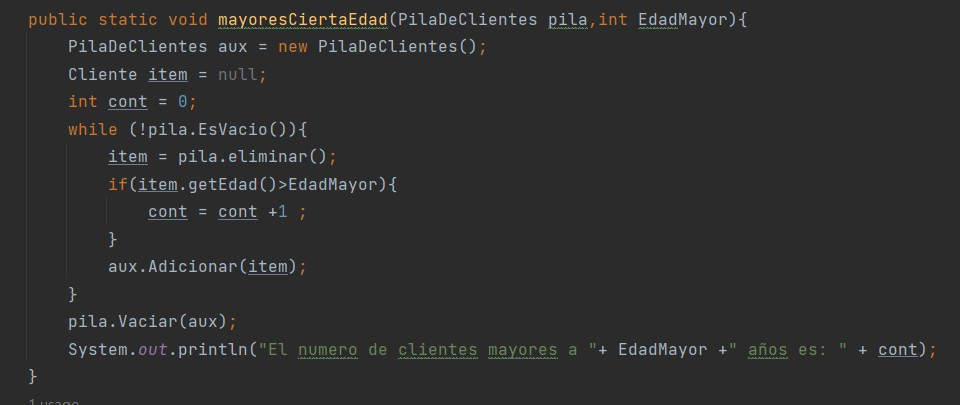 public static void mayoresCiertaEdad(PilaDeClientes pila,int EdadMayor){
    PilaDeClientes aux = new PilaDeClientes();
    Cliente item = null;
    int cont = 0;
    while (!pila.EsVacio()){
        item = pila.eliminar();
        if(item.getEdad()>EdadMayor){
            cont = cont +1 ;
        }
        aux.Adicionar(item);
    }
    pila.Vaciar(aux);
    System.out.println("El numero de clientes mayores a "+ EdadMayor +" años es: " + cont);
}
1 usage